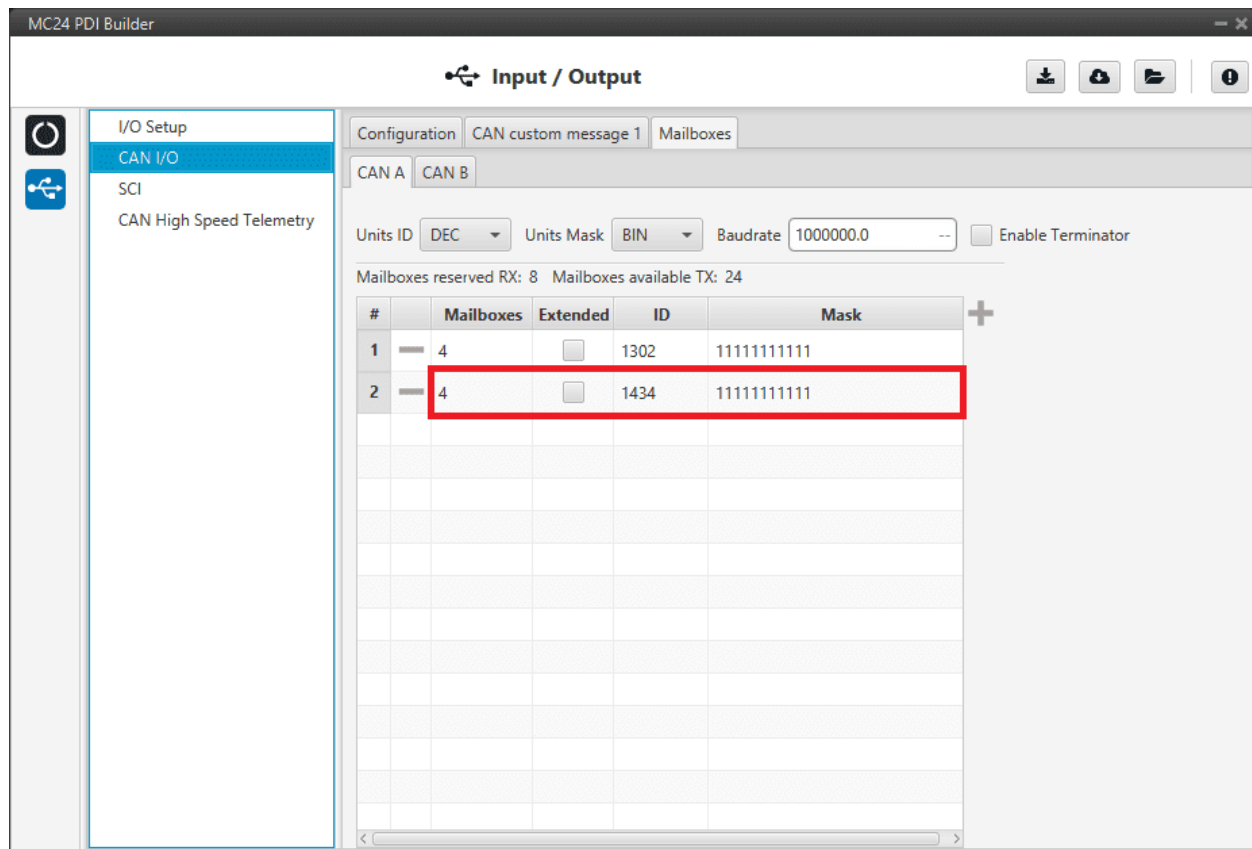 MC24 PDI Builder
Input / Output
I/O Setup
CAN I/O
SCI
CAN High Speed Telemetry
Configuration CAN custom message 1 Mailboxes
CAN A CAN B
Units ID DEC Units Mask BIN Baudrate 1000000.0 -- Enable Terminator
Mailboxes reserved RX: 8 Mailboxes available TX: 24
# Mailboxes Extended ID Mask
1 4 1302 11111111111
2 4 1434 11111111111